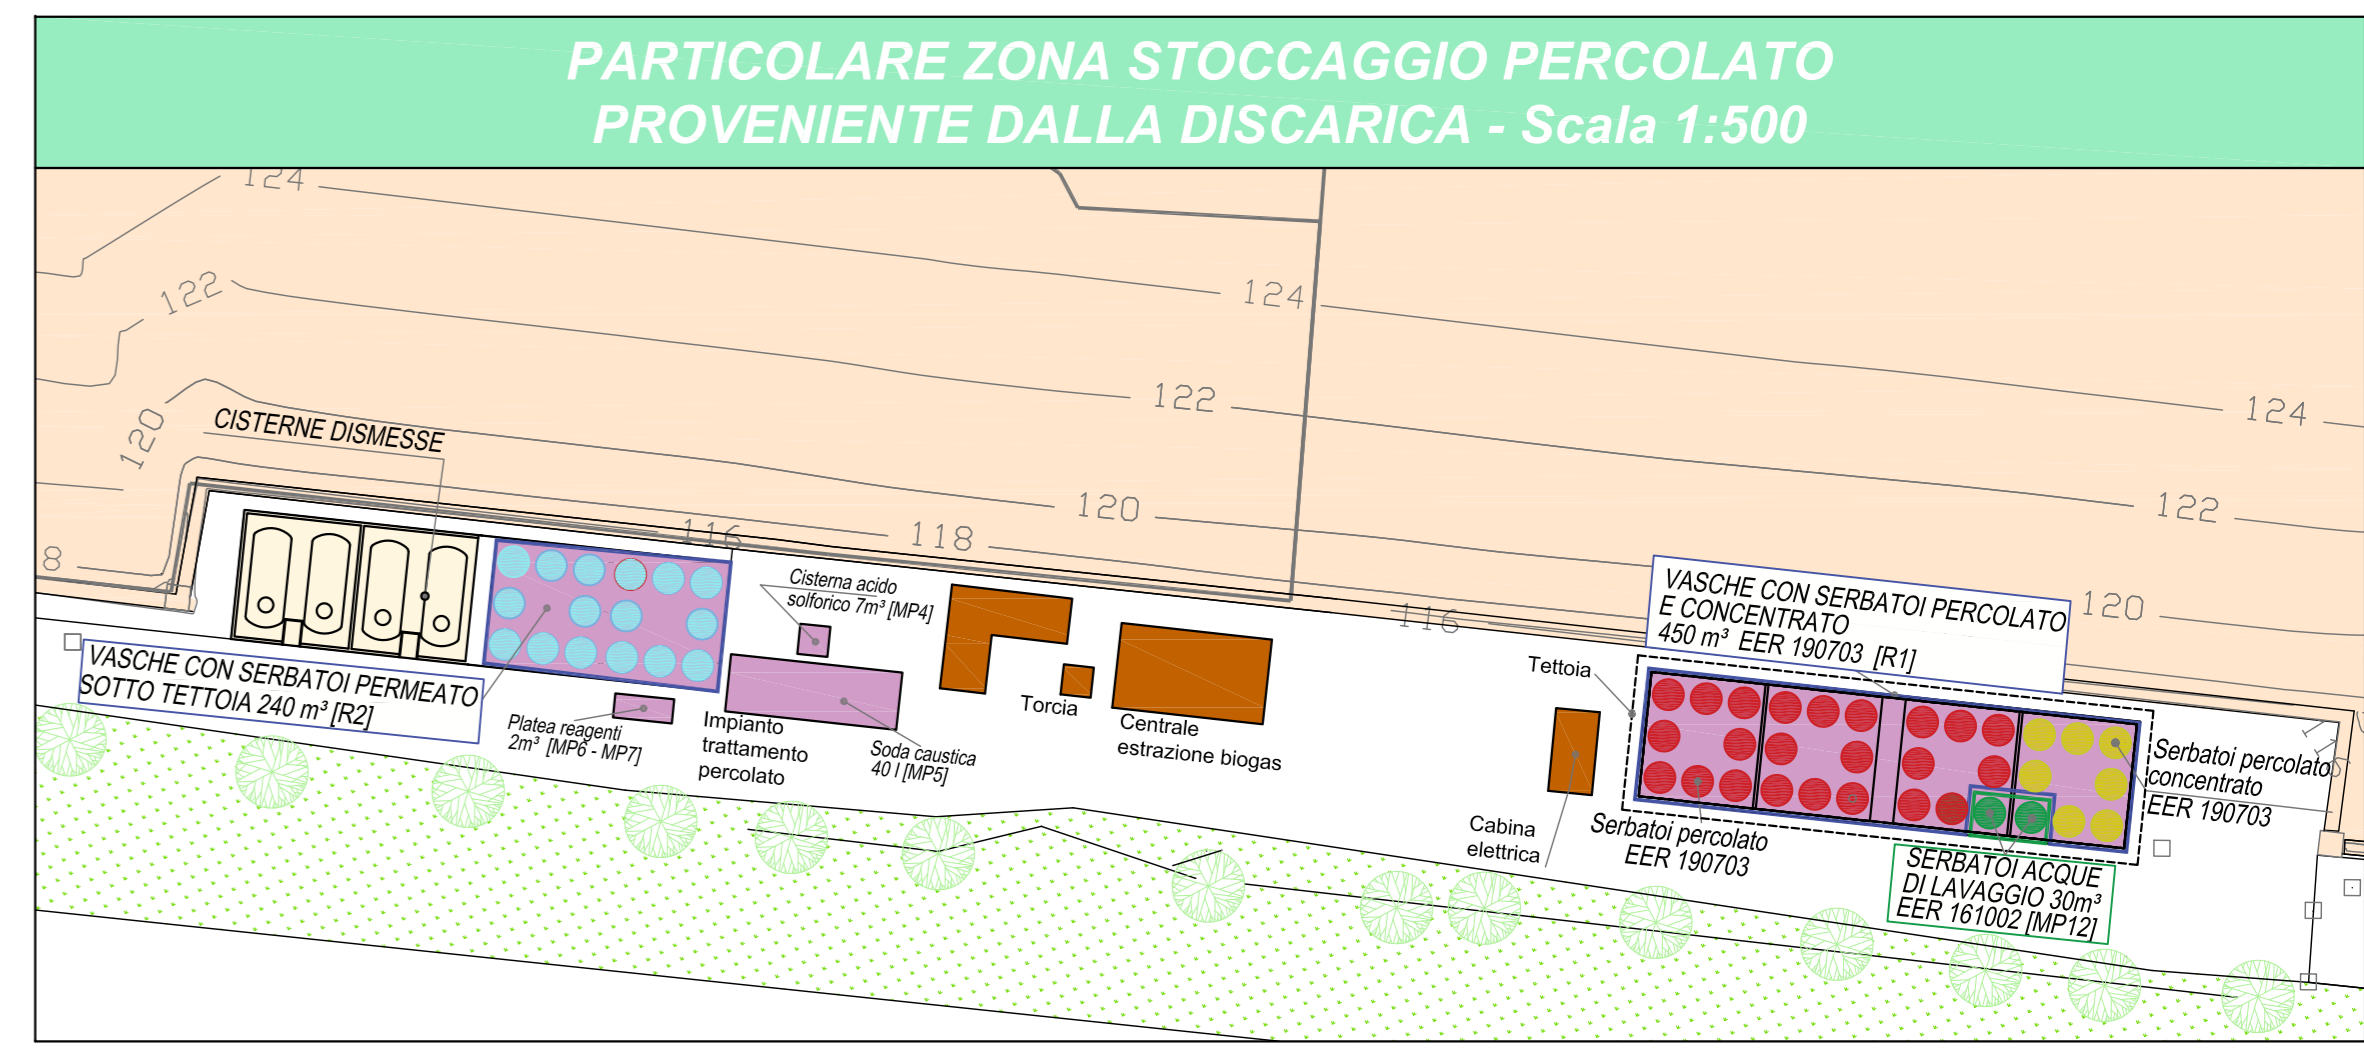 PARTICOLARE ZONA STOCCAGGIO PERCOLATO
PROVENIENTE DALLA DISCARICA - Scala 1:500
124
122
124
122
124
120
CISTERNE DISMESSE
120
122
116
118
8
120
116
Cisterna acido
solforico 7m³ [MP4]
VASCHE CON SERBATOI PERMEATO
SOTTO TETTOIA 240 m³ [R2]
Platea reagenti
2m³ [MP6 - MP7]
Impianto
trattamento
percolato
Soda caustica
40 l [MP5]
Torcia
Centrale
estrazione biogas
VASCHE CON SERBATOI PERCOLATO
E CONCENTRATO
450 m³ EER 190703 [R1]
Tettoia
Cabina
elettrica
Serbatoi percolato
EER 190703
Serbatoi percolato
concentrato
EER 190703
SERBATOI ACQUE
DI LAVAGGIO 30m³
EER 161002 [MP12]